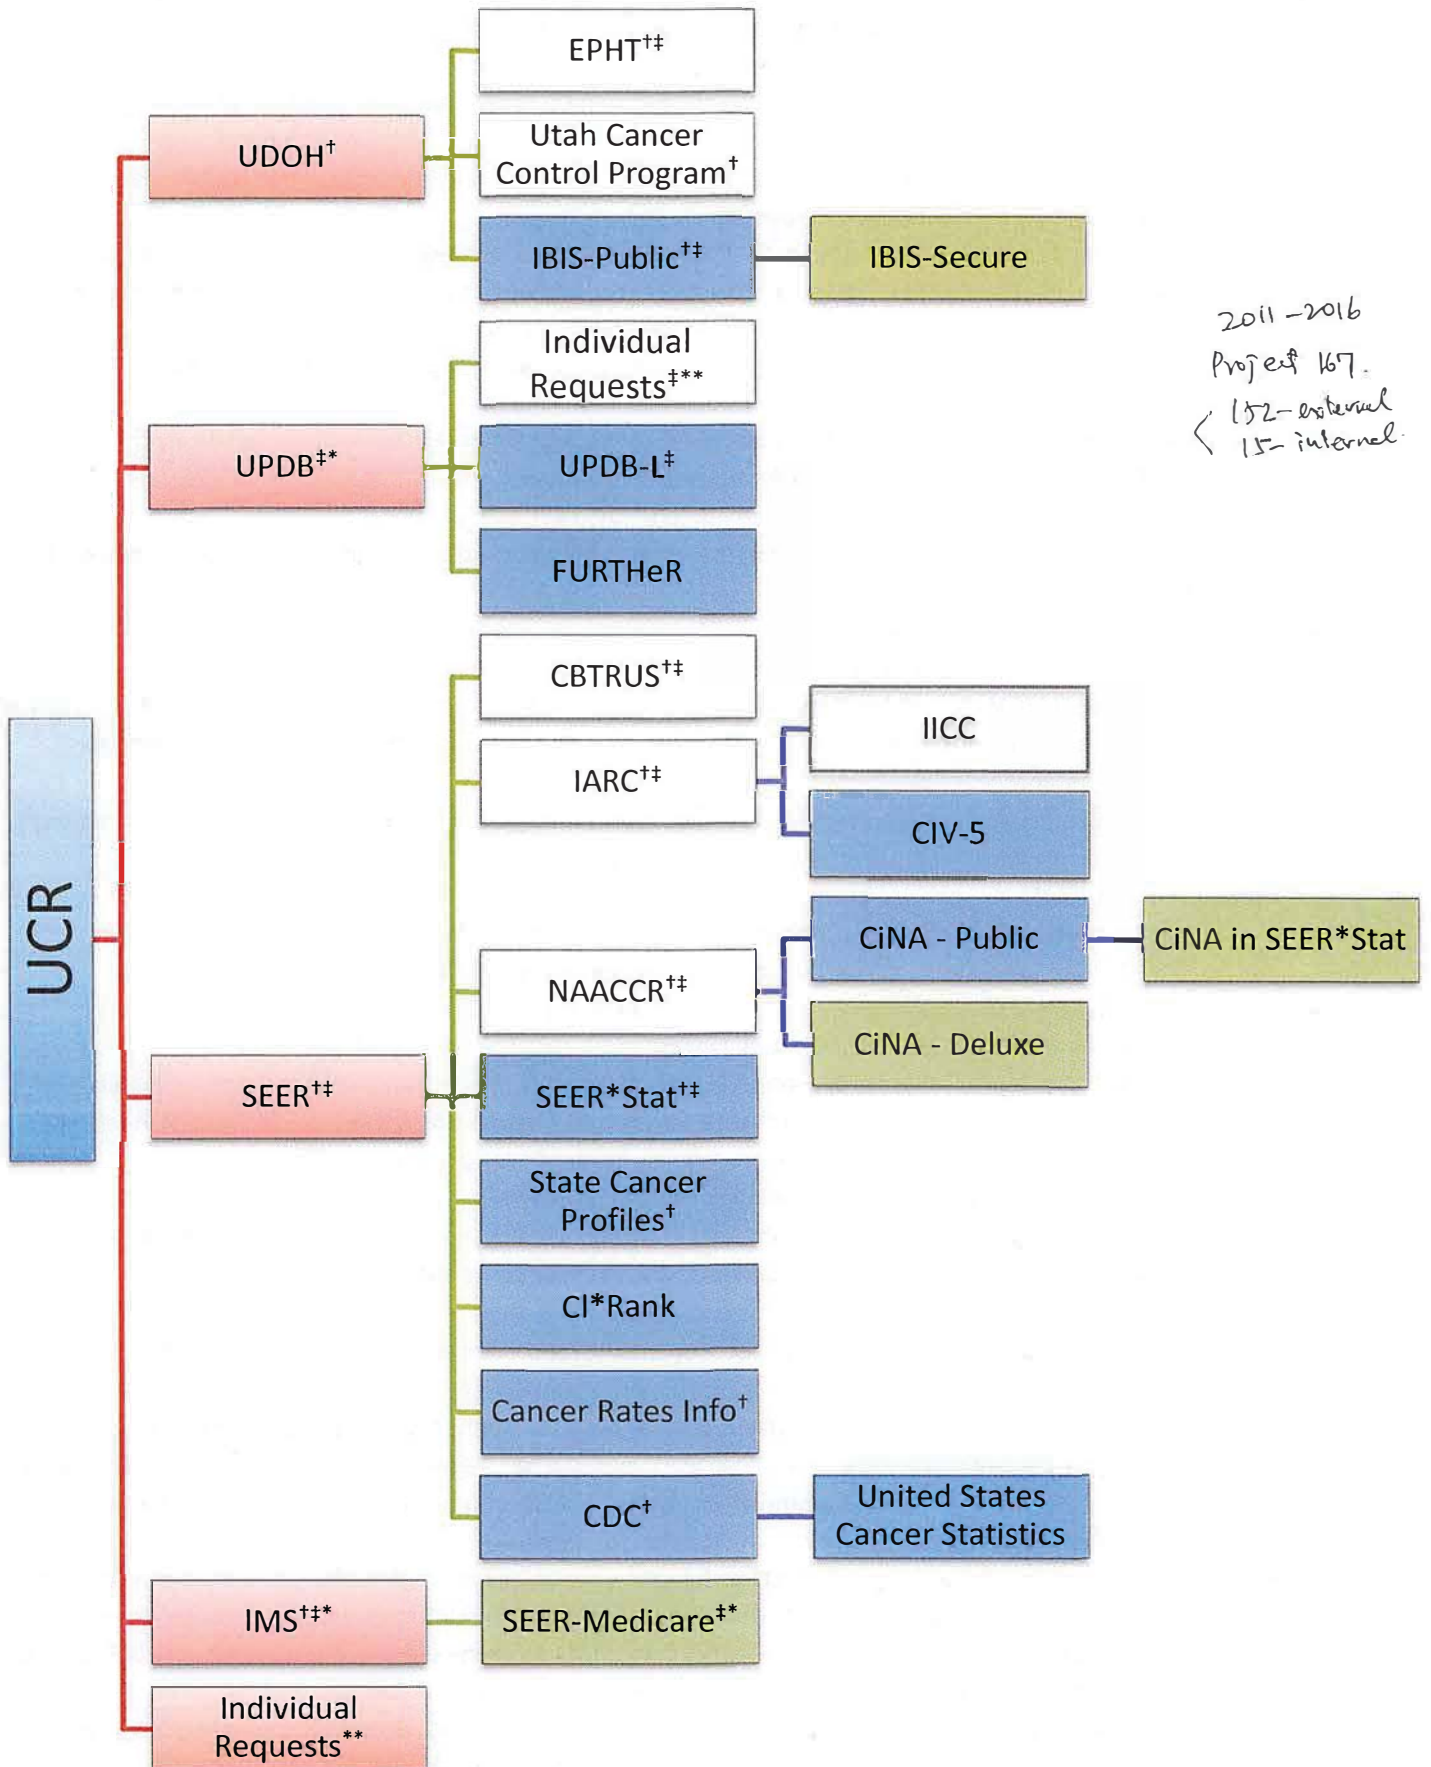 EPHT†‡
UDOH†
Utah Cancer
Control Program†
IBIS-Public†‡
IBIS-Secure
2011-2016
Project 167.
152-external
15-internal.
Individual
Requests‡**
UPDB‡*
UPDB-L‡
FURTHeR
CBTRUS†‡
IARC†‡
IICC
CIV-5
UCR
NAACCR†‡
CiNA - Public
CiNA in SEER*Stat
CiNA - Deluxe
SEER†‡
SEER*Stat†‡
State Cancer
Profiles†
CI*Rank
Cancer Rates Info†
CDC†
United States
Cancer Statistics
IMS†‡*
SEER-Medicare‡*
Individual
Requests**